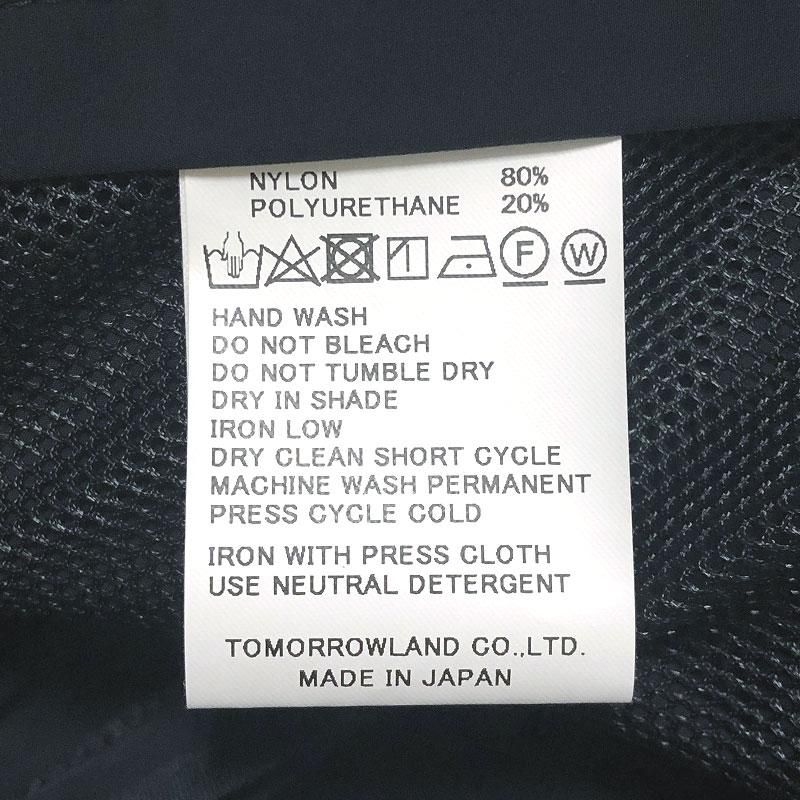 NYLON 80%
POLYURETHANE 20%
F W
HAND WASH
DO NOT BLEACH
DO NOT TUMBLE DRY
DRY IN SHADE
IRON LOW
DRY CLEAN SHORT CYCLE
MACHINE WASH PERMANENT
PRESS CYCLE COLD
IRON WITH PRESS CLOTH
USE NEUTRAL DETERGENT
TOMORROWLAND CO.,LTD.
MADE IN JAPAN